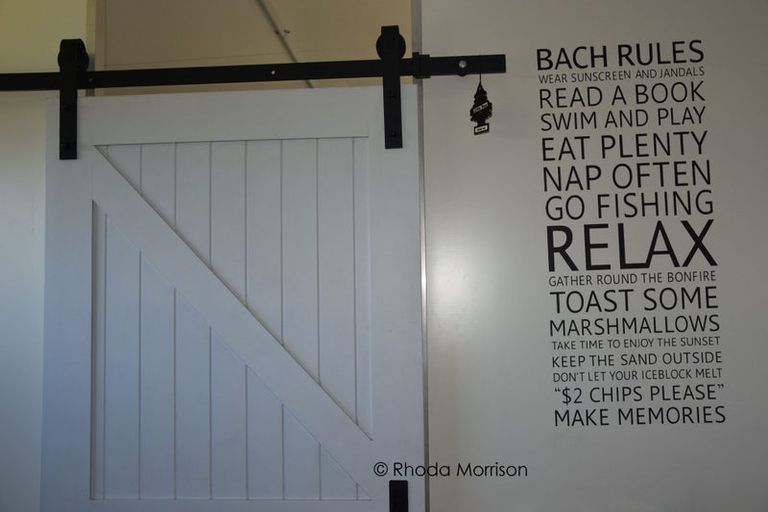 BACH RULES
WEAR SUNSCREEN AND JANDALS
READ A BOOK
SWIM AND PLAY
EAT PLENTY
NAP OFTEN
GO FISHING
RELAX
GATHER ROUND THE BONFIRE
TOAST SOME
MARSHMALLOWS
TAKE TIME TO ENJOY THE SUNSET
KEEP THE SAND OUTSIDE
DON'T LET YOUR ICEBLOCK MELT
“$2 CHIPS PLEASE”
MAKE MEMORIES
© Rhoda Morrison